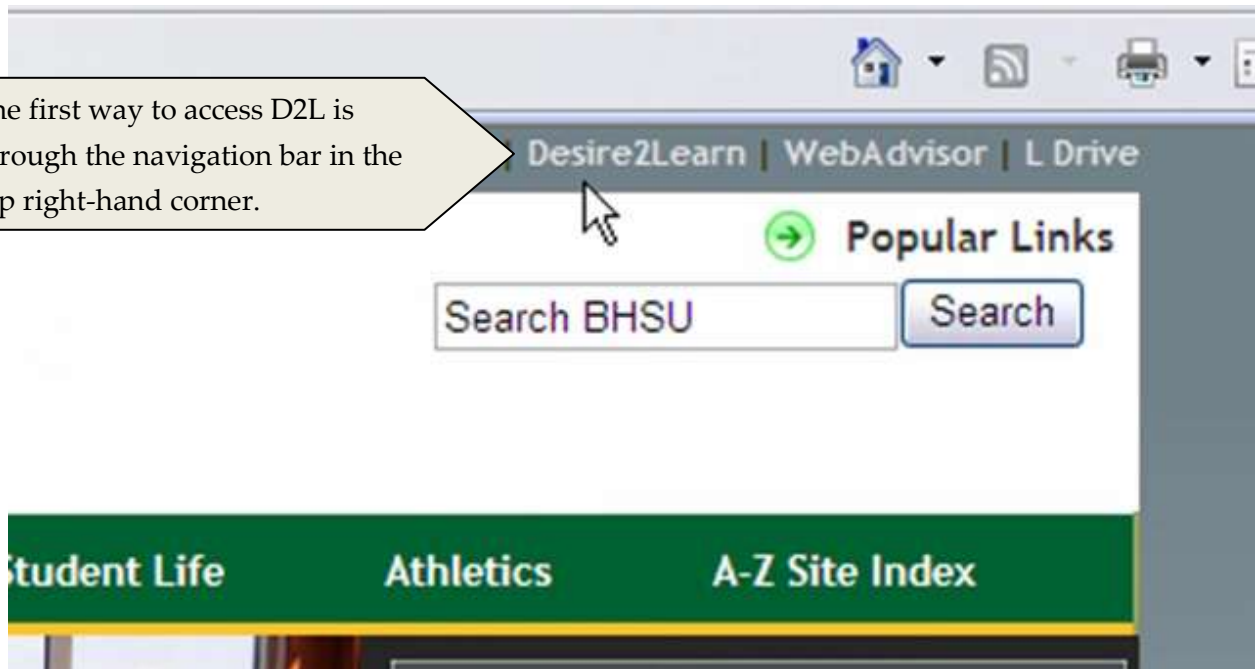 he first way to access D2L is
rough the navigation bar in the
p right-hand corner.
| Desire2Learn | WebAdvisor | L Drive
Popular Links
Search BHSU Search
Student Life Athletics A-Z Site Index